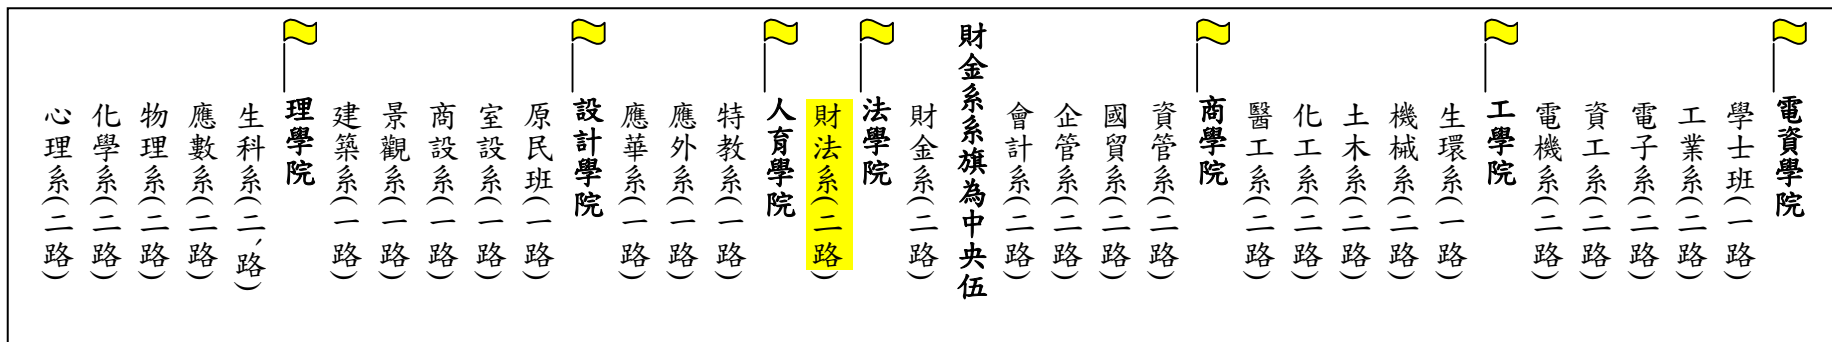 電資學院
學士班(一路)
工業系(二路)
電子系(二路)
資工系(二路)
電機系(二路)
工學院
生環系(一路)
機械系(二路)
土木系(二路)
化工系(二路)
醫工系(二路)
商學院
資管系(二路)
國貿系(二路)
企管系(二路)
會計系(二路)
財金系系旗為中央伍
財金系(二路)
法學院
財法系(二路)
人育學院
特教系(一路)
應外系(一路)
應華系(一路)
設計學院
原民班(一路)
室設系(一路)
商設系(一路)
景觀系(一路)
建築系(一路)
理學院
生科系(二ˊ路)
應數系(二路)
物理系(二路)
化學系(二路)
心理系(二路)